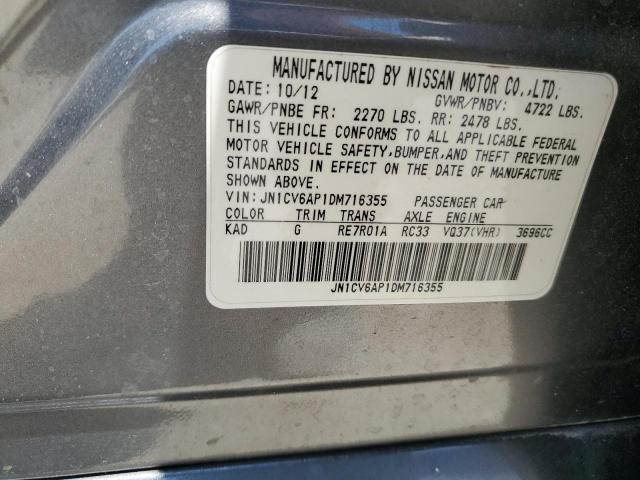 MANUFACTURED BY NISSAN MOTOR CO.,LTD.
DATE: 10/12 GVWR/PNBV: 4722 LBS.
GAWR/PNBE FR: 2270 LBS. RR: 2478 LBS.
THIS VEHICLE CONFORMS TO ALL APPLICABLE FEDERAL
MOTOR VEHICLE SAFETY,BUMPER,AND THEFT PREVENTION
STANDARDS IN EFFECT ON THE DATE OF MANUFACTURE
SHOWN ABOVE.
VIN: JN1CV6AP1DM716355 PASSENGER CAR
COLOR TRIM TRANS AXLE ENGINE
KAD G RE7R01A RC33 VQ37(VHR) 3696CC
JN1CV6AP1DM716355